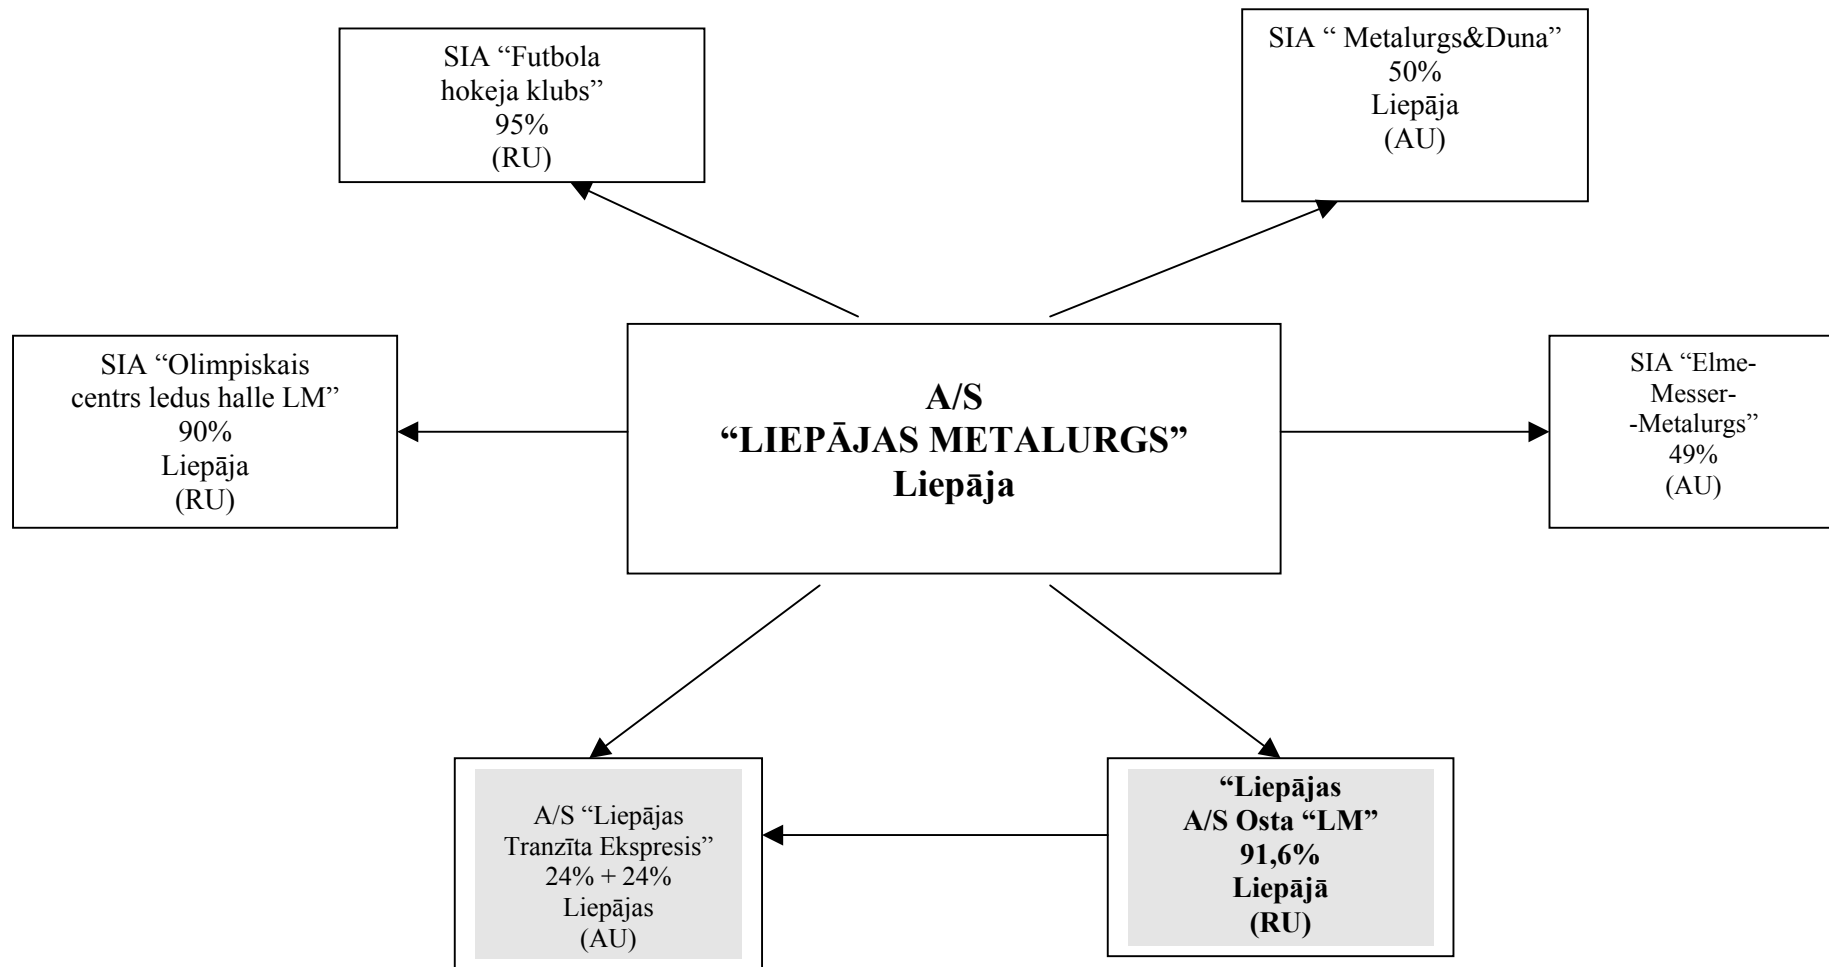 SIA “Futbola
hokeja klubs”
95%
(RU)
SIA “ Metalurgs&Duna”
50%
Liepāja
(AU)
SIA “Olimpiskais
centrs ledus halle LM”
90%
Liepāja
(RU)
A/S
“LIEPĀJAS METALURGS”
Liepāja
SIA “Elme-
Messer-
-Metalurgs”
49%
(AU)
A/S “Liepājas
Tranzīta Ekspresis”
24% + 24%
Liepājas
(AU)
“Liepājas
A/S Osta “LM”
91,6%
Liepājā
(RU)